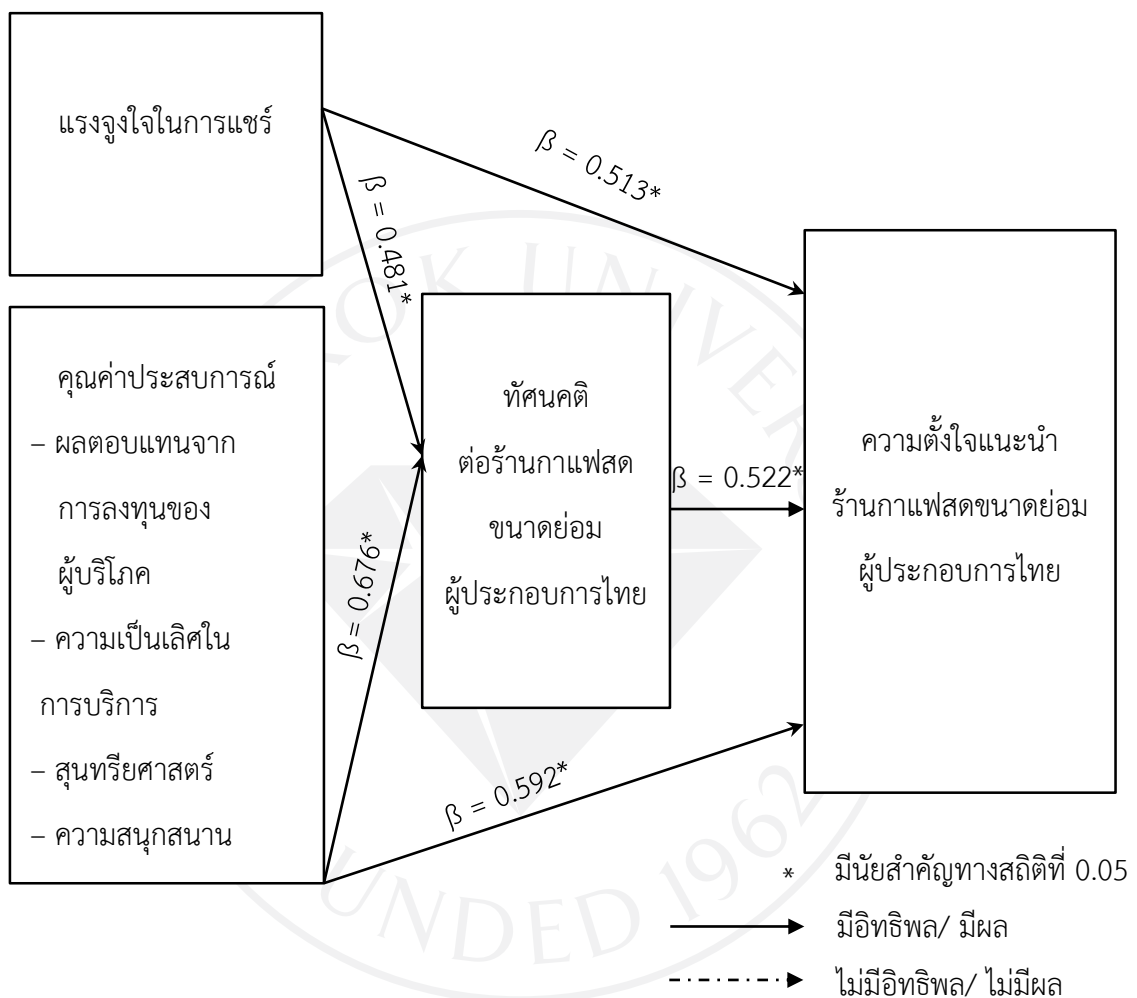 แรงจูงใจในการแชร์
β = 0.513*
β = 0.481*
คุณค่าประสบการณ์
– ผลตอบแทนจาก
การลงทุนของ
ผู้บริโภค
– ความเป็นเลิศใน
การบริการ
– สุนทรียศาสตร์
– ความสนุกสนาน
β = 0.676*
ทัศนคติ
ต่อร้านกาแฟสด
ขนาดย่อม
ผู้ประกอบการไทย
β = 0.522*
ความตั้งใจแนะนำ
ร้านกาแฟสดขนาดย่อม
ผู้ประกอบการไทย
β = 0.592*
* มีนัยสำคัญทางสถิติที่ 0.05
มีอิทธิพล/ มีผล
ไม่มีอิทธิพล/ ไม่มีผล
KOK UNIVER
UNDED 1962